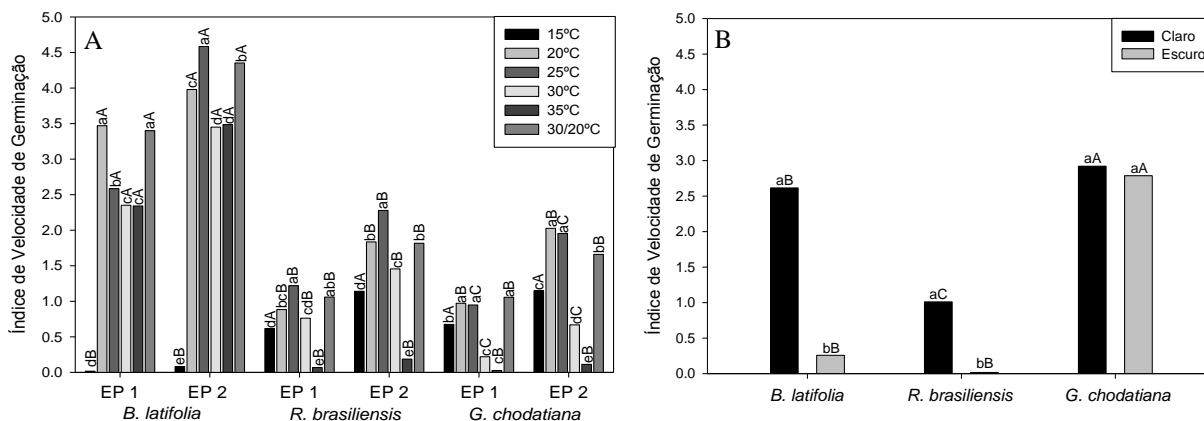 A
Índice de Velocidade de Germinação
5.0
4.5
4.0
3.5
3.0
2.5
2.0
1.5
1.0
0.5
0.0
15ºC
20ºC
25ºC
30ºC
35ºC
30/20ºC
dB aA bA cA cA aA
eB cA aA dA dA bA
dA bcB aB cdB eB abB
dA bB aB cB eB bB
bA aB aC cC cB aB
cA aB aC dC eB bB
EP 1 EP 2 EP 1 EP 2 EP 1 EP 2
B. latifolia R. brasiliensis G. chodatiana
B
Índice de Velocidade de Germinação
5.0
4.5
4.0
3.5
3.0
2.5
2.0
1.5
1.0
0.5
0.0
Claro
Escuro
aB bB aC bB aA aA
B. latifolia R. brasiliensis G. chodatiana